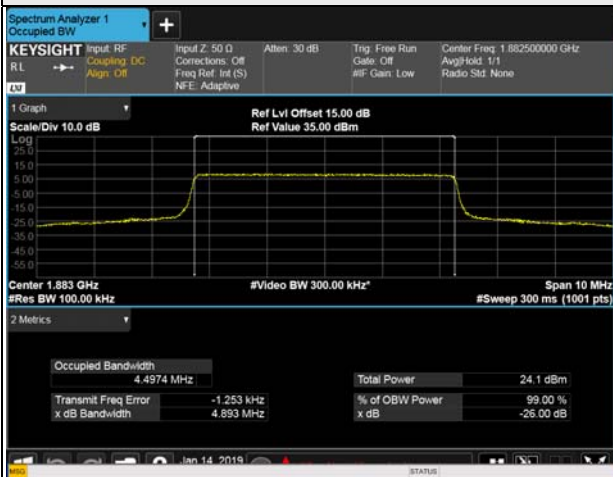 Spectrum Analyzer 1
Occupied BW
KEYSIGHT Input: RF Input Z: 50 Ω Atten: 30 dB Trig: Free Run Center Freq: 1.882500000 GHz
RL Coupling: DC Corrections: Off Gate: Off Avg|Hold: 1/1
Align: Off Freq Ref: Int (S) #IF Gain: Low Radio Std: None
NFE: Adaptive
LXI
1 Graph Ref Lvl Offset 15.00 dB
Scale/Div 10.0 dB Ref Value 35.00 dBm
Log
25.0
15.0
5.00
-5.00
-15.0
-25.0
-35.0
-45.0
-55.0
Center 1.883 GHz #Video BW 300.00 kHz* Span 10 MHz
#Res BW 100.00 kHz #Sweep 300 ms (1001 pts)
2 Metrics
Occupied Bandwidth
4.4974 MHz Total Power 24.1 dBm
Transmit Freq Error -1.253 kHz % of OBW Power 99.00 %
x dB Bandwidth 4.893 MHz x dB -26.00 dB
Jan 14, 2019
MSG STATUS